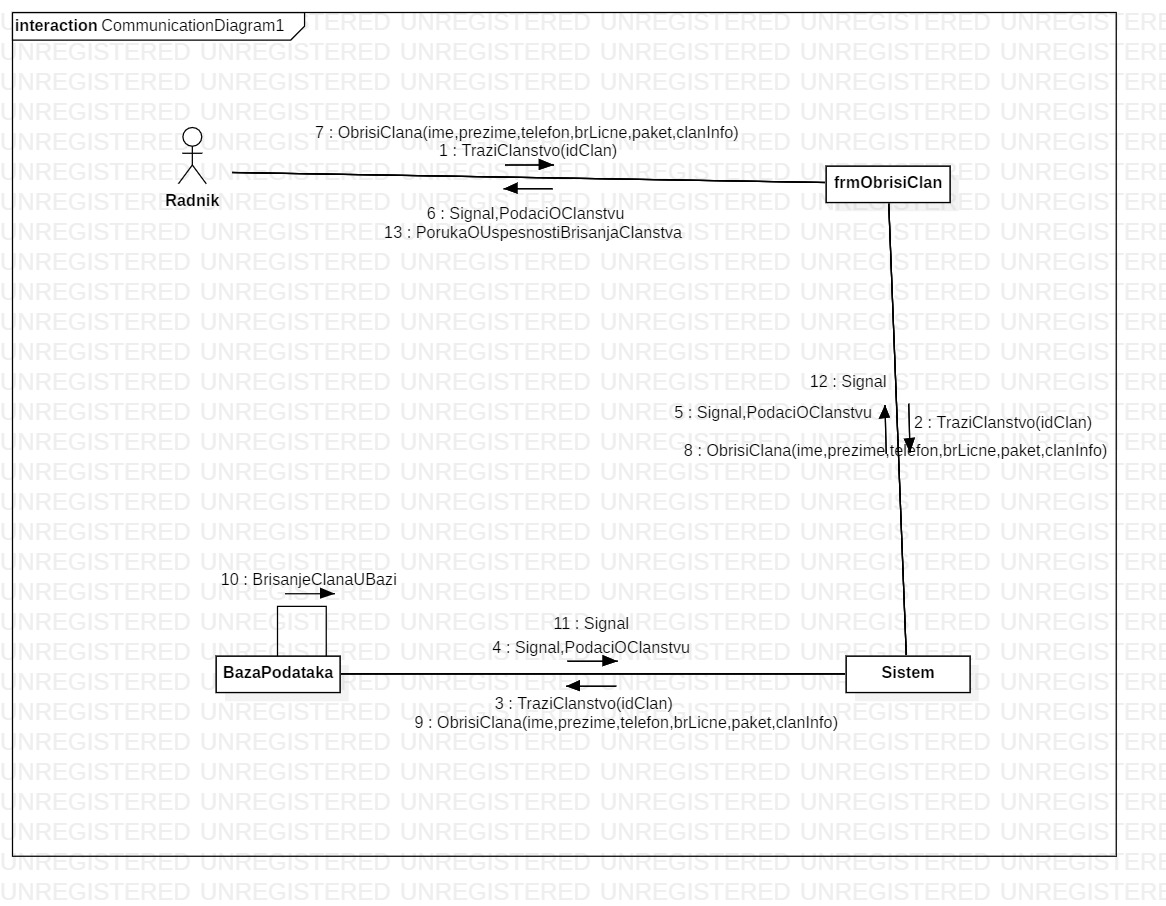 interaction CommunicationDiagram1
7 : ObrisiClana(ime,prezime,telefon,brLicne,paket,clanInfo)
1 : TraziClanstvo(idClan)
Radnik
frmObrisiClan
6 : Signal,PodaciOClanstvu
13 : PorukaOUspesnostiBrisanjaClanstva
12 : Signal
5 : Signal,PodaciOClanstvu
2 : TraziClanstvo(idClan)
8 : ObrisiClana(ime,prezime,telefon,brLicne,paket,clanInfo)
10 : BrisanjeClanaUBazi
11 : Signal
4 : Signal,PodaciOClanstvu
BazaPodataka
Sistem
3 : TraziClanstvo(idClan)
9 : ObrisiClana(ime,prezime,telefon,brLicne,paket,clanInfo)
UNREGISTERED